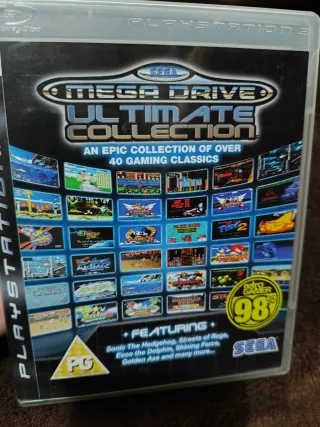 PLAYSTATION 3
PLAYSTATION
SEGA
MEGA DRIVE
ULTIMATE
COLLECTION
AN EPIC COLLECTION OF OVER
40 GAMING CLASSICS
98%
• FEATURING •
Sonic The Hedgehog, Streets of Rage,
Ecco the Dolphin, Shining Force,
Golden Axe and many more...
PG
SEGA